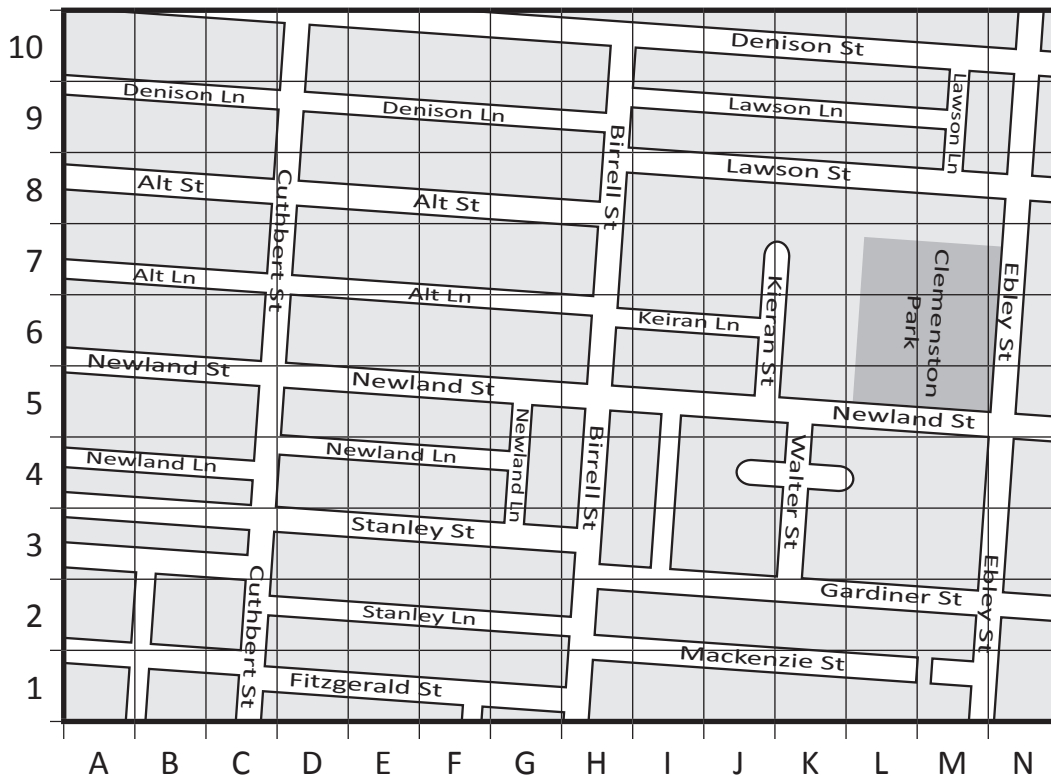 10
Denison St
9
Denison Ln
Denison Ln
Lawson Ln
Lawson Ln
Birrell St
8
Alt St
Cuthbert St
Alt St
Lawson St
7
Alt Ln
Alt Ln
Kieran St
Clemenston
Park
Ebley St
6
Keiran Ln
Newland St
5
Newland St
Newland Ln
Birrell St
Newland St
4
Newland Ln
Newland Ln
Walter St
3
Stanley St
Cuthbert St
Ebley St
2
Stanley Ln
Gardiner St
1
Fitzgerald St
Mackenzie St
A B C D E F G H I J K L M N